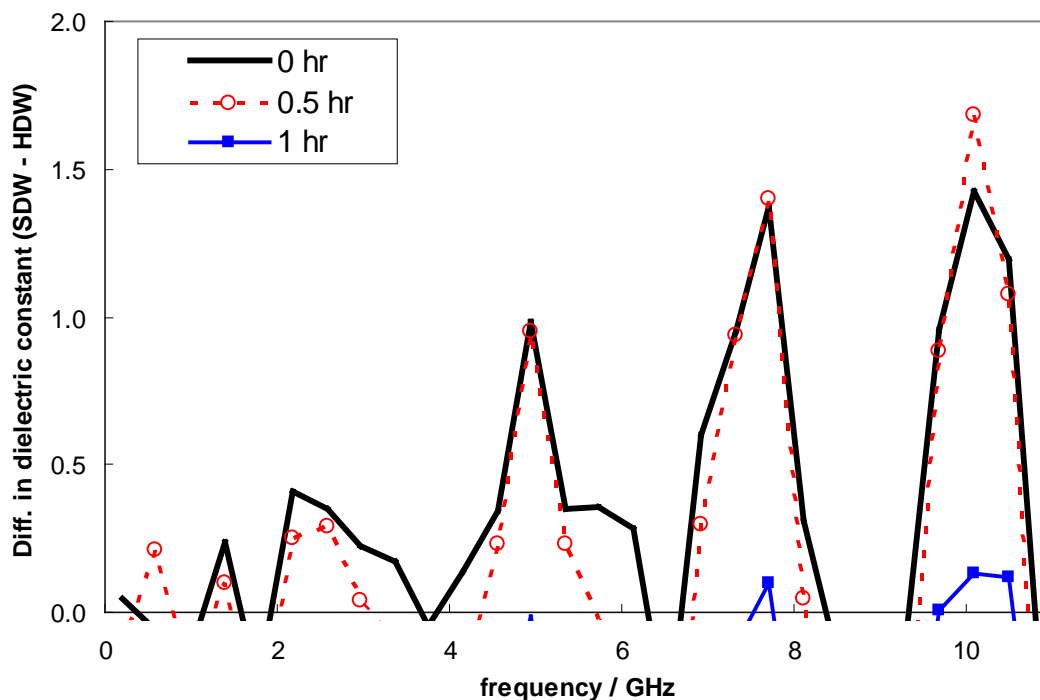 2.0
1.5
1.0
0.5
0.0
Diff. in dielectric constant (SDW - HDW)
0 hr
0.5 hr
1 hr
0 2 4 6 8 10
frequency / GHz